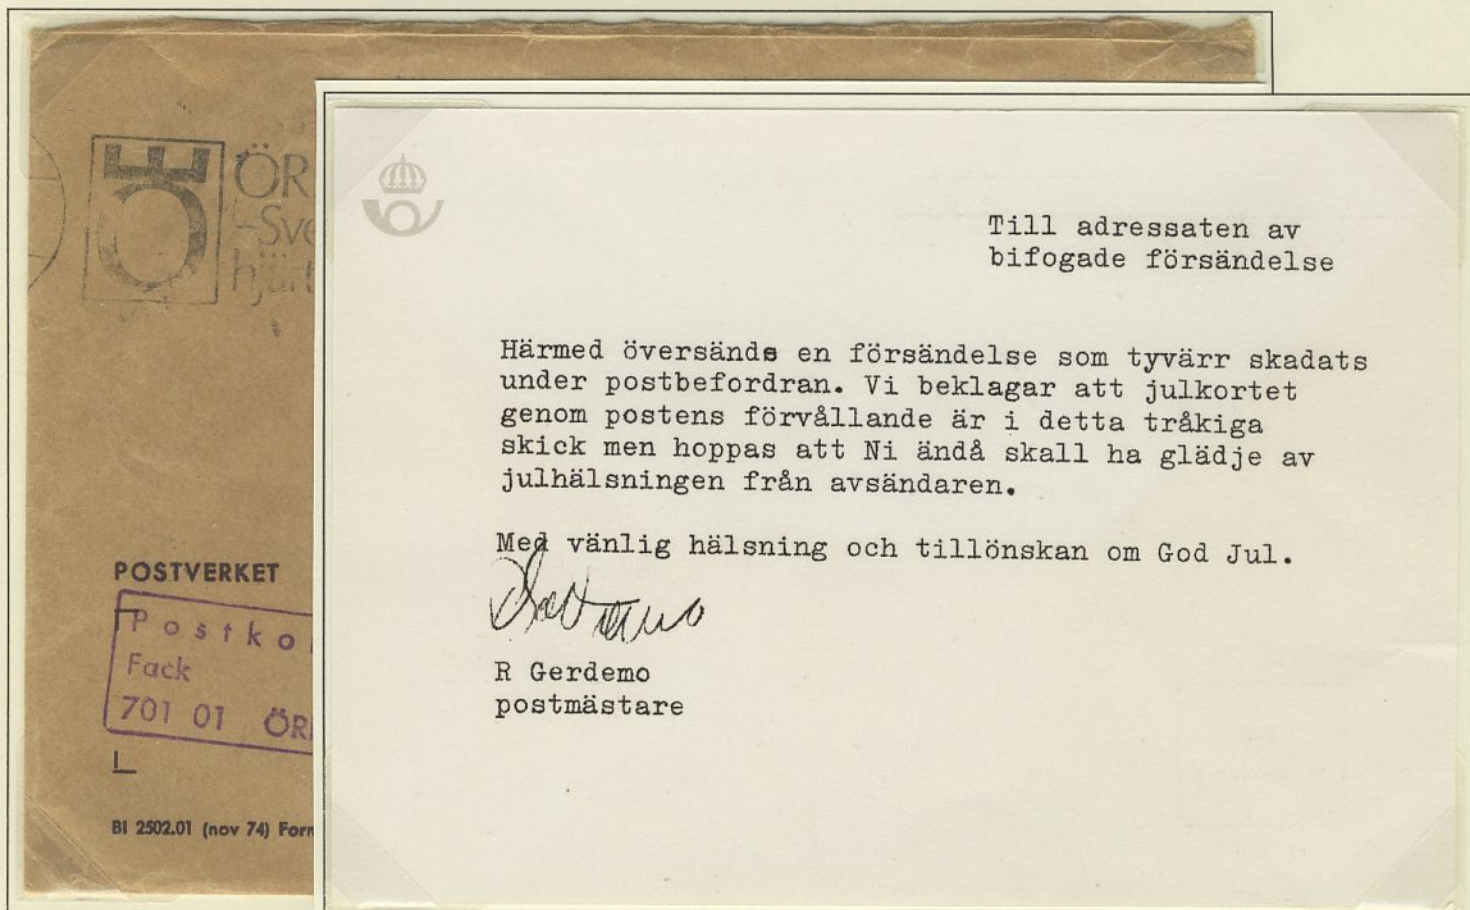 ÖR
-Sve
hjärt
POSTVERKET
Postko
Fack
701 01 ÖR
BI 2502.01 (nov 74) Form
Till adressaten av
bifogade försändelse
Härmed översänds en försändelse som tyvärr skadats
under postbefordran. Vi beklagar att julkortet
genom postens förvållande är i detta tråkiga
skick men hoppas att Ni ändå skall ha glädje av
julhälsningen från avsändaren.
Med vänlig hälsning och tillönskan om God Jul.
R Gerdemo
postmästare